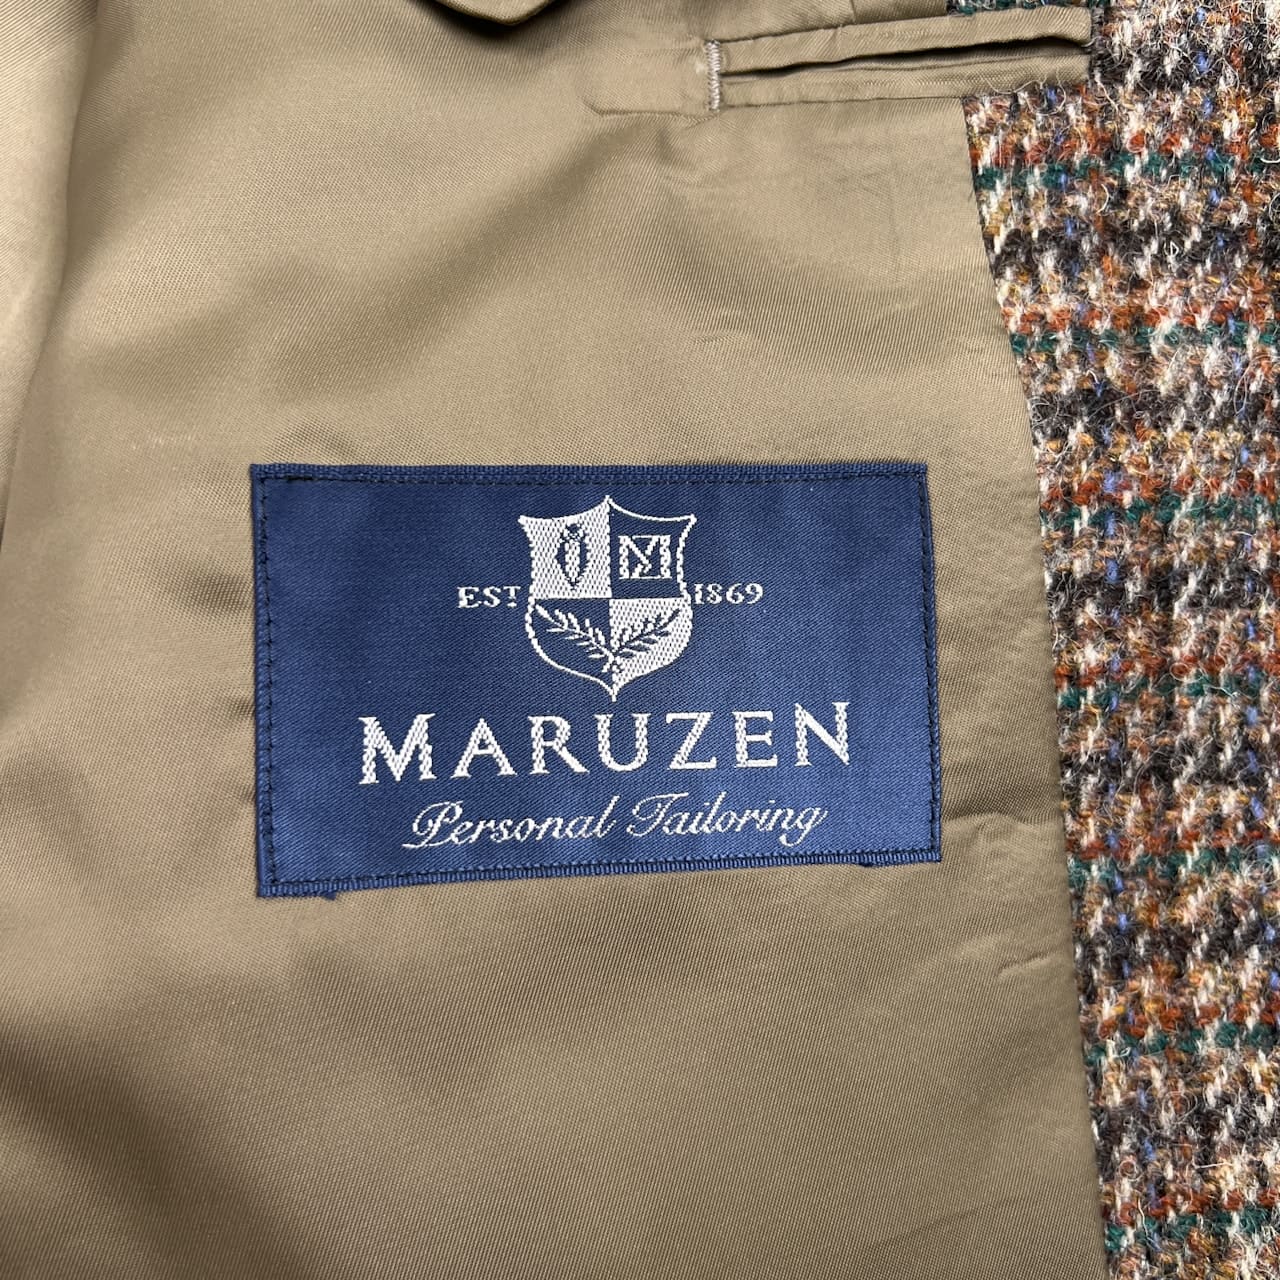 EST 1869
MARUZEN
Personal Tailoring